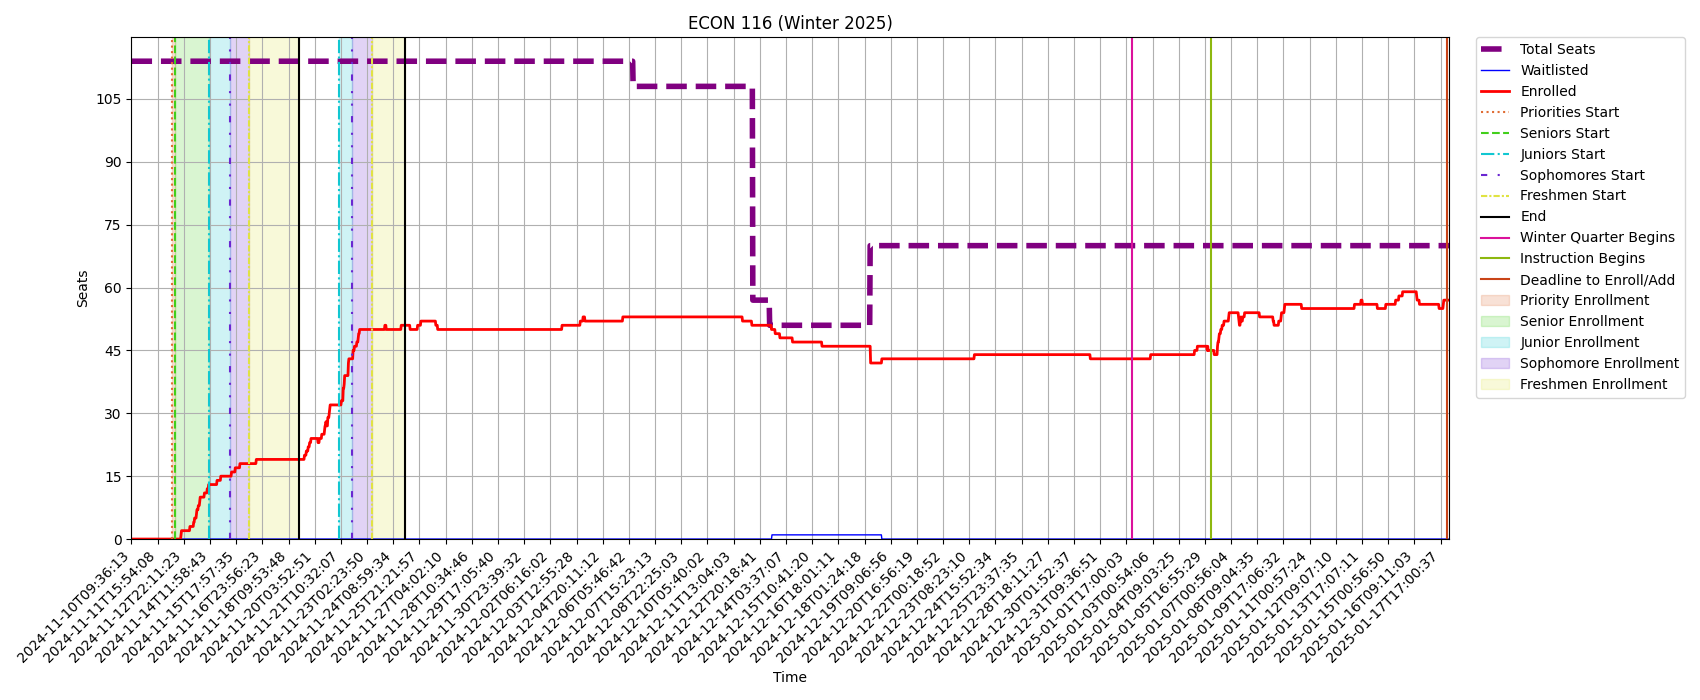 ECON 116 (Winter 2025)
Seats
105
90
75
60
45
30
15
0
2024-11-10T09:36:13
2024-11-11T15:54:08
2024-11-12T22:11:23
2024-11-14T11:58:43
2024-11-15T17:57:35
2024-11-16T23:56:23
2024-11-18T09:53:48
2024-11-20T03:52:51
2024-11-21T10:32:07
2024-11-23T02:23:50
2024-11-24T08:59:34
2024-11-25T21:21:57
2024-11-27T04:02:10
2024-11-28T10:34:46
2024-11-29T17:05:40
2024-11-30T23:39:32
2024-12-02T06:16:02
2024-12-03T12:55:28
2024-12-04T20:11:12
2024-12-06T05:46:42
2024-12-07T15:23:13
2024-12-08T22:25:03
2024-12-10T05:40:02
2024-12-11T13:04:03
2024-12-12T20:18:41
2024-12-14T03:37:07
2024-12-15T10:41:20
2024-12-16T18:01:11
2024-12-18T01:24:18
2024-12-19T09:06:56
2024-12-20T16:56:19
2024-12-22T00:18:52
2024-12-23T08:23:10
2024-12-24T15:52:34
2024-12-25T23:37:35
2024-12-28T18:11:27
2024-12-30T01:52:37
2024-12-31T09:36:51
2025-01-01T17:00:03
2025-01-03T00:54:06
2025-01-04T09:03:25
2025-01-05T16:55:29
2025-01-07T00:56:04
2025-01-08T09:04:35
2025-01-09T17:06:32
2025-01-11T00:57:24
2025-01-12T09:07:10
2025-01-13T17:07:11
2025-01-15T00:56:50
2025-01-16T09:11:03
2025-01-17T17:00:37
Time
Total Seats
Waitlisted
Enrolled
Priorities Start
Seniors Start
Juniors Start
Sophomores Start
Freshmen Start
End
Winter Quarter Begins
Instruction Begins
Deadline to Enroll/Add
Priority Enrollment
Senior Enrollment
Junior Enrollment
Sophomore Enrollment
Freshmen Enrollment